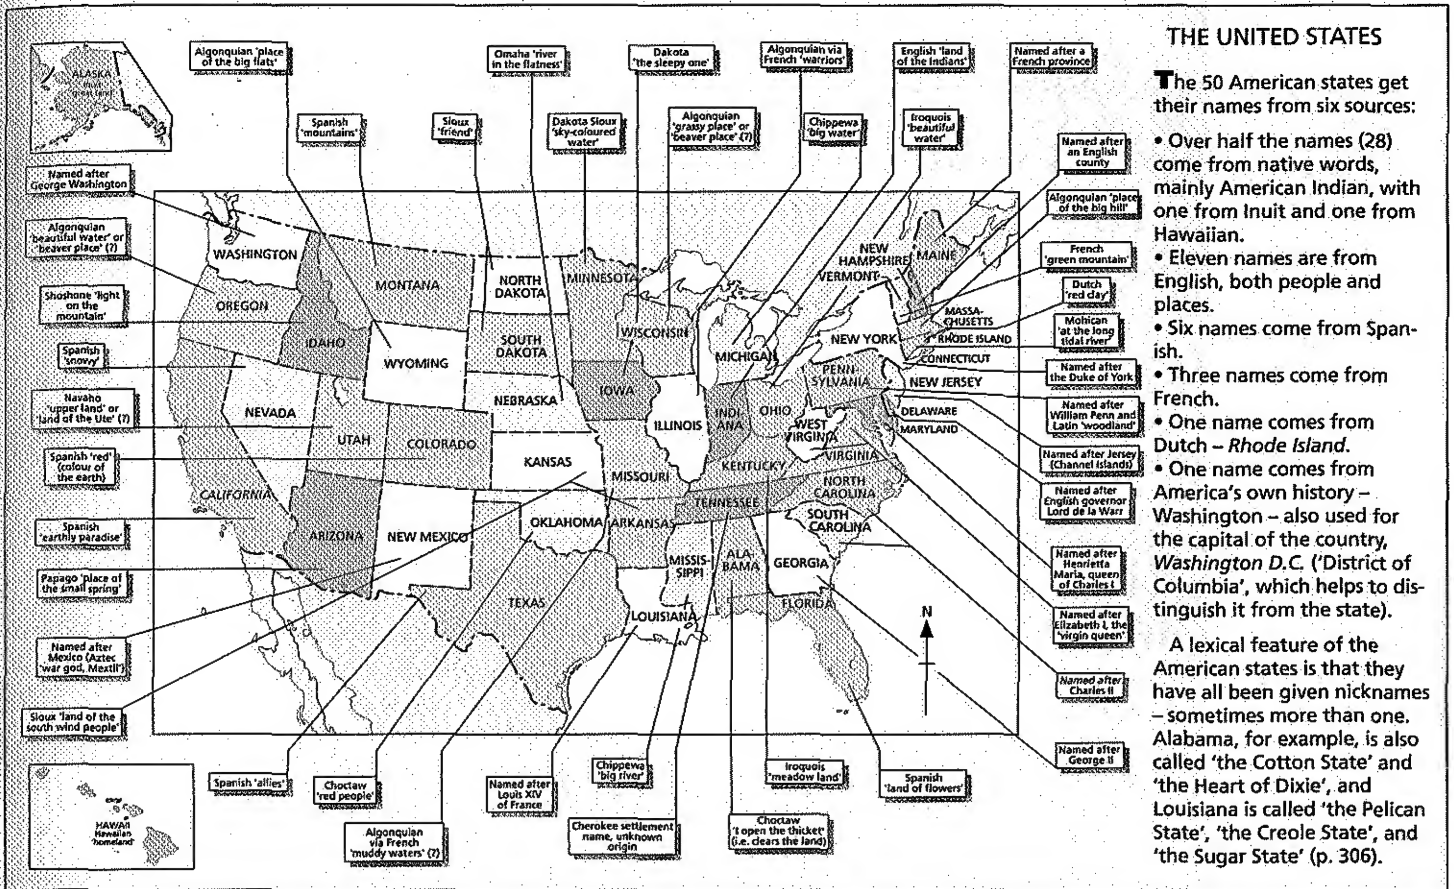 THE UNITED STATES
The 50 American states get
their names from six sources:
• Over half the names (28)
come from native words,
mainly American Indian, with
one from Inuit and one from
Hawaiian.
• Eleven names are from
English, both people and
places.
• Six names come from Span-
ish.
• Three names come from
French.
• One name comes from
Dutch – Rhode Island.
• One name comes from
America's own history –
Washington – also used for
the capital of the country,
Washington D.C. ('District of
Columbia', which helps to dis-
tinguish it from the state).
A lexical feature of the
American states is that they
have all been given nicknames
– sometimes more than one.
Alabama, for example, is also
called 'the Cotton State' and
'the Heart of Dixie', and
Louisiana is called 'the Pelican
State', 'the Creole State', and
'the Sugar State' (p. 306).
ALASKA
Inuit
'great land'
Algonquian 'place
of the big flats'
Spanish
'mountains'
Sioux
'friend'
Omaha 'river
in the flatness'
Dakota Sioux
'sky-coloured
water'
Dakota
'the sleepy one'
Algonquian
'grassy place' or
'beaver place' (?)
Algonquian via
French 'warriors'
Chippewa
'big water'
English 'land
of the Indians'
Iroquois
'beautiful
water'
Named after a
French province
Named after
an English
county
Algonquian 'place
of the big hill'
French
'green mountain'
Dutch
'red clay'
Mohican
'at the long
tidal river'
Named after
the Duke of York
Named after
William Penn and
Latin 'woodland'
Named after Jersey
(Channel Islands)
Named after
English governor
Lord de la Warr
Named after
Henrietta
Maria, queen
of Charles I
Named after
Elizabeth I, the
'virgin queen'
Named after
Charles II
Named after
George II
Named after
George Washington
Algonquian
'beautiful water' or
'beaver place' (?)
Shoshone 'light
on the
mountain'
Spanish
'snowy'
Navaho
'upper land' or
'land of the Ute' (?)
Spanish 'red'
(colour of
the earth)
Spanish
'earthly paradise'
Papago 'place of
the small spring'
Named after
Mexico (Aztec
'war god, Mextli')
Sioux 'land of the
south wind people'
Spanish 'allies'
Choctaw
'red people'
Algonquian
via French
'muddy waters' (?)
Named after
Louis XIV
of France
Chippewa
'big river'
Cherokee settlement
name, unknown
origin
Choctaw
'I open the thicket'
(i.e. clears the land)
Iroquois
'meadow land'
Spanish
'land of flowers'
HAWAII
Hawaiian
'homeland'
WASHINGTON
OREGON
IDAHO
MONTANA
WYOMING
NEVADA
UTAH
COLORADO
CALIFORNIA
ARIZONA
NEW MEXICO
NORTH
DAKOTA
SOUTH
DAKOTA
NEBRASKA
KANSAS
OKLAHOMA
TEXAS
MINNESOTA
IOWA
MISSOURI
ARKANSAS
LOUISIANA
WISCONSIN
ILLINOIS
MICHIGAN
INDI-
ANA
OHIO
KENTUCKY
TENNESSEE
MISSIS-
SIPPI
ALA-
BAMA
GEORGIA
FLORIDA
SOUTH
CAROLINA
NORTH
CAROLINA
VIRGINIA
WEST
VIRGINIA
PENN-
SYLVANIA
NEW YORK
NEW
HAMPSHIRE
VERMONT
MAINE
MASSA-
CHUSETTS
RHODE ISLAND
CONNECTICUT
NEW JERSEY
DELAWARE
MARYLAND
N